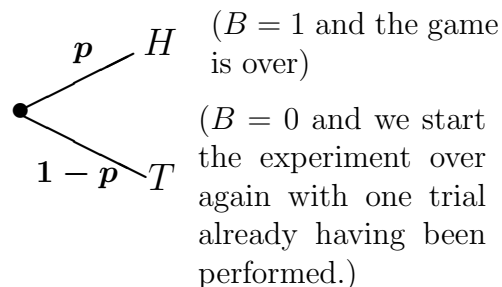 p
H
(B = 1 and the game
is over)
1 − p
T
(B = 0 and we start
the experiment over
again with one trial
already having been
performed.)